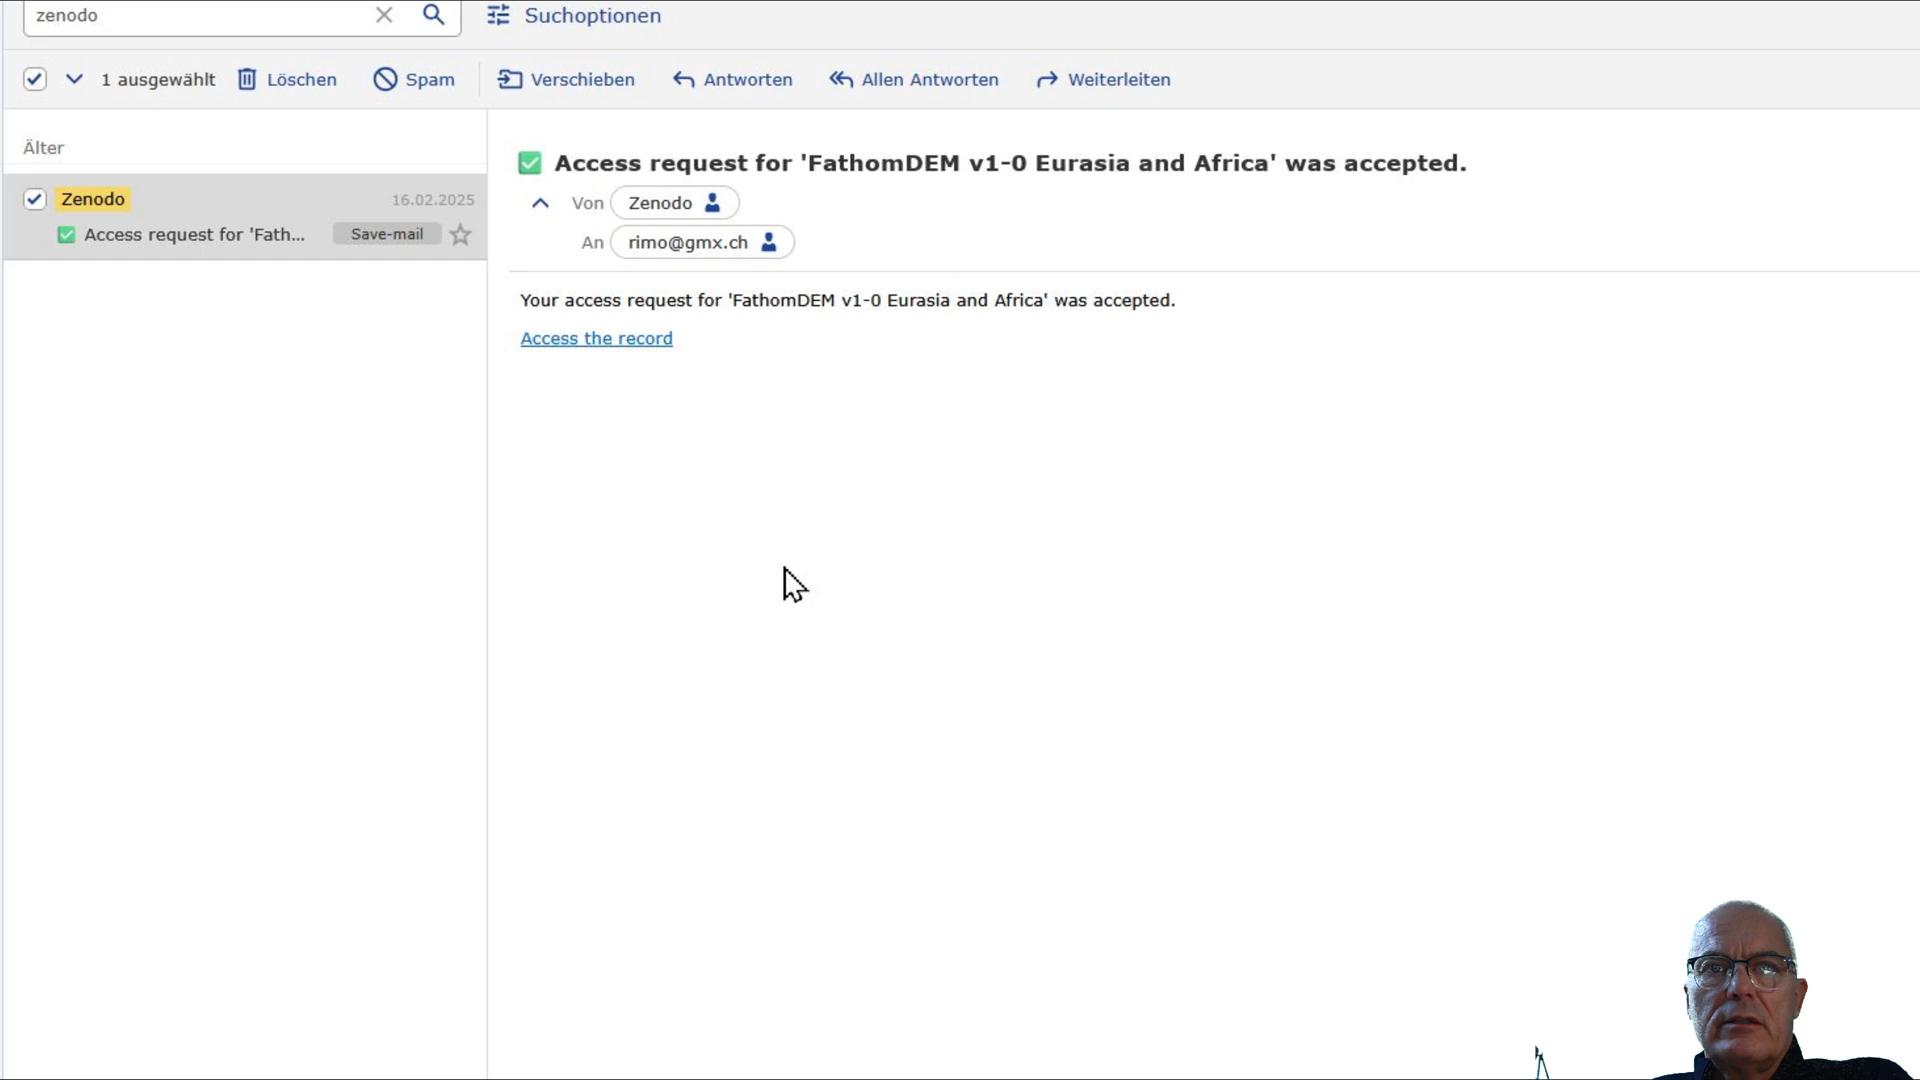 zenodo
Suchoptionen
1 ausgewählt Löschen Spam Verschieben Antworten Allen Antworten Weiterleiten
Älter
Zenodo 16.02.2025
Access request for 'Fath... Save-mail
Access request for 'FathomDEM v1-0 Eurasia and Africa' was accepted.
Von Zenodo
An rimo@gmx.ch
Your access request for 'FathomDEM v1-0 Eurasia and Africa' was accepted.
Access the record